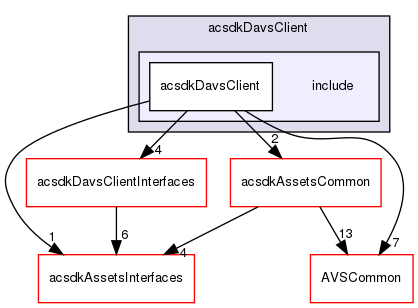 acsdkDavsClient
acsdkDavsClient
include
4
2
acsdkDavsClientInterfaces
acsdkAssetsCommon
1
6
4
13
7
acsdkAssetsInterfaces
AVSCommon